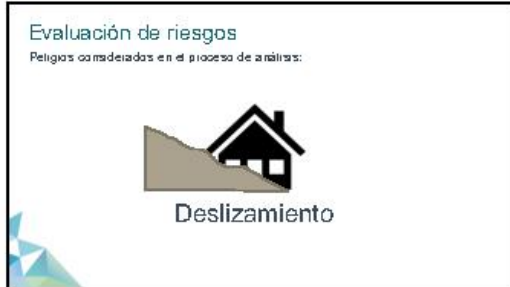 Evaluación de riesgos
Peligros considerados en el proceso de análisis:
Deslizamiento